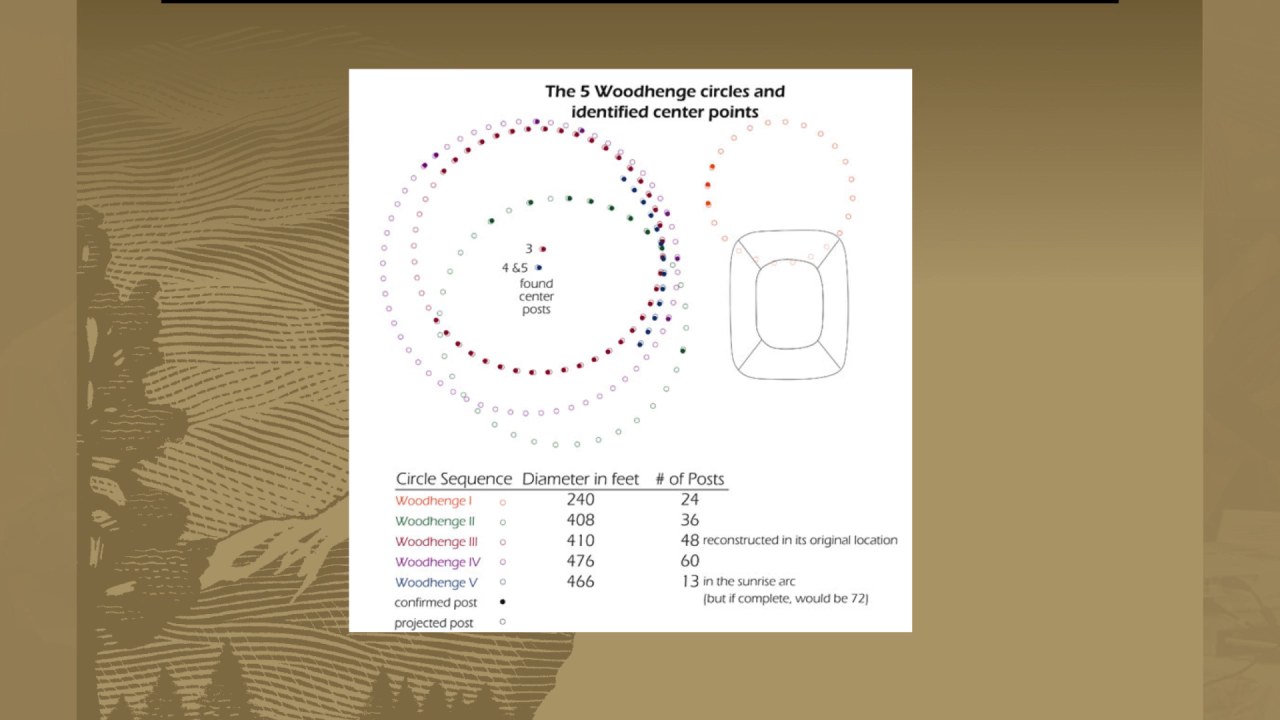 The 5 Woodhenge circles and
identified center points
3
4 &5
found
center
posts
Circle Sequence Diameter in feet # of Posts
Woodhenge I 240 24
Woodhenge II 408 36
Woodhenge III 410 48 reconstructed in its original location
Woodhenge IV 476 60
Woodhenge V 466 13 in the sunrise arc
(but if complete, would be 72)
confirmed post
projected post